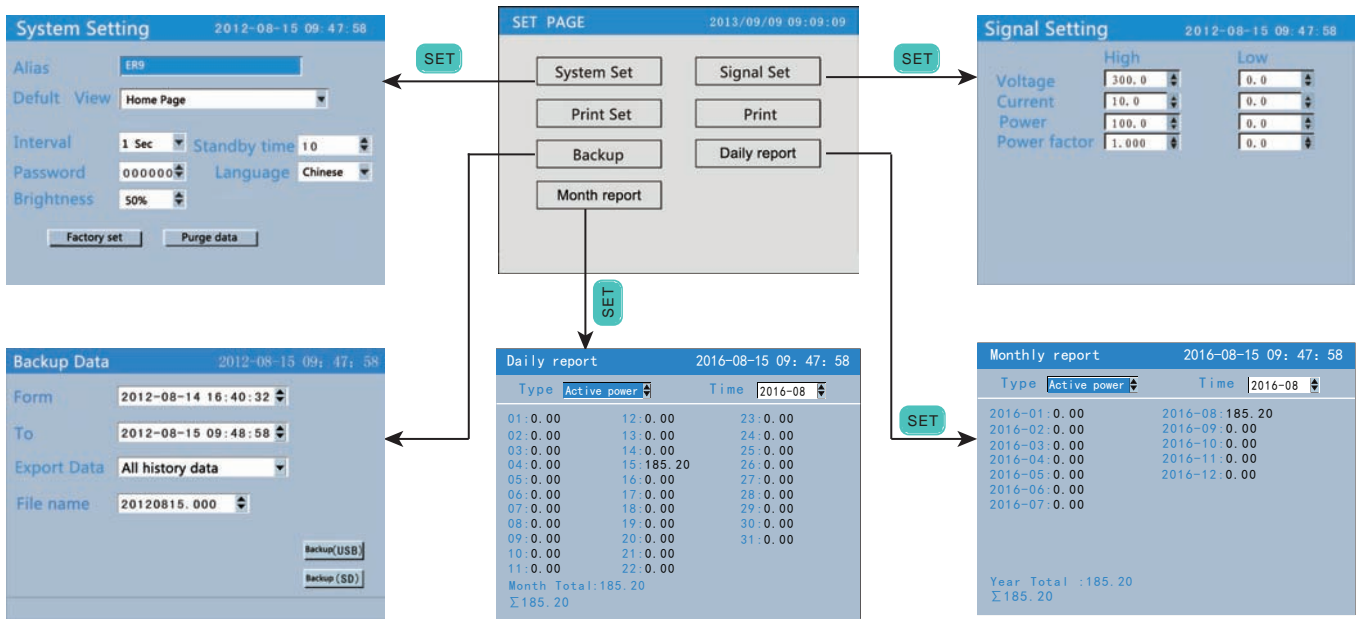 System Setting 2012-08-15 09:47:58
Alias ER9
Defult View Home Page
Interval 1 Sec Standby time 10
Password 000000 Language Chinese
Brightness 50%
Factory set Purge data
SET
SET PAGE 2013/09/09 09:09:09
System Set Signal Set
Print Set Print
Backup Daily report
Month report
SET
Signal Setting 2012-08-15 09:47:58
High Low
Voltage 300.0 0.0
Current 10.0 0.0
Power 100.0 0.0
Power factor 1.000 0.0
SET
Backup Data 2012-08-15 09: 47: 58
Form 2012-08-14 16:40:32
To 2012-08-15 09:48:58
Export Data All history data
File name 20120815.000
Backup(USB)
Backup (SD)
Daily report 2016-08-15 09: 47: 58
Type Active power Time 2016-08
01:0.00 12:0.00 23:0.00
02:0.00 13:0.00 24:0.00
03:0.00 14:0.00 25:0.00
04:0.00 15:185.20 26:0.00
05:0.00 16:0.00 27:0.00
06:0.00 17:0.00 28:0.00
07:0.00 18:0.00 29:0.00
08:0.00 19:0.00 30:0.00
09:0.00 20:0.00 31:0.00
10:0.00 21:0.00
11:0.00 22:0.00
Month Total:185.20
∑185.20
SET
Monthly report 2016-08-15 09: 47: 58
Type Active power Time 2016-08
2016-01:0.00 2016-08:185.20
2016-02:0.00 2016-09:0.00
2016-03:0.00 2016-10:0.00
2016-04:0.00 2016-11:0.00
2016-05:0.00 2016-12:0.00
2016-06:0.00
2016-07:0.00
Year Total :185.20
∑185.20